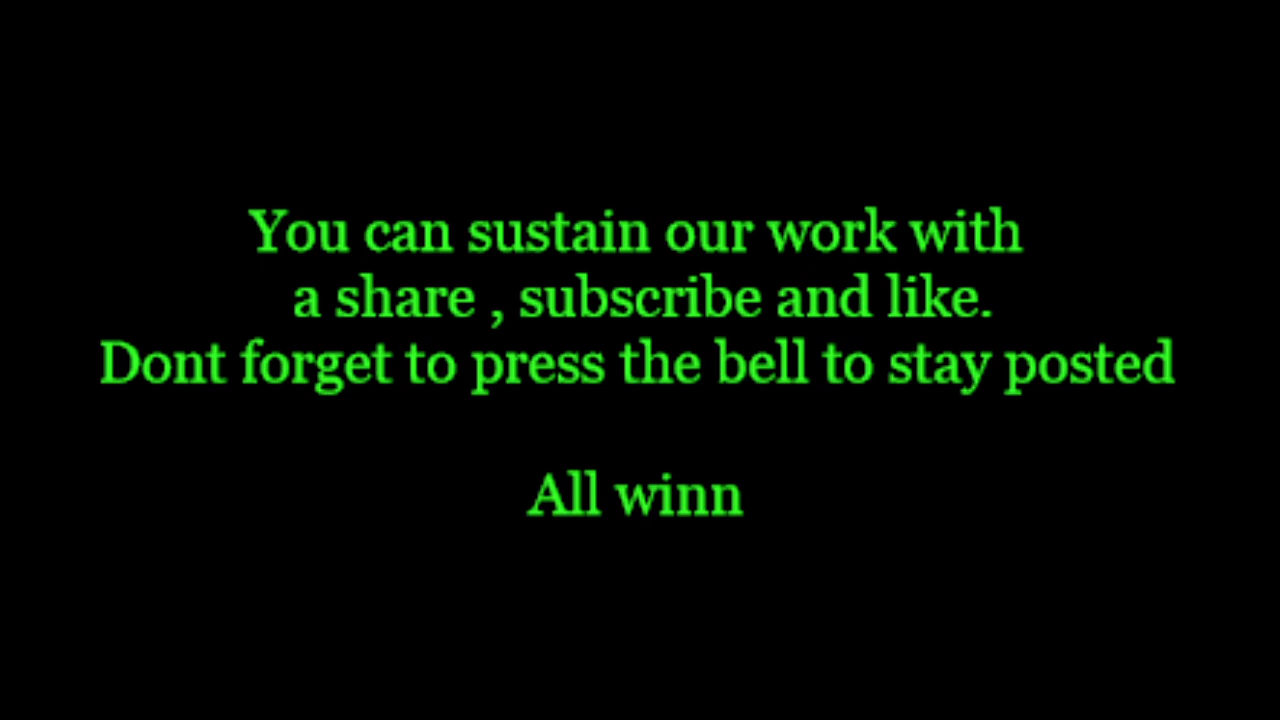 You can sustain our work with
a share , subscribe and like.
Dont forget to press the bell to stay posted
All winn